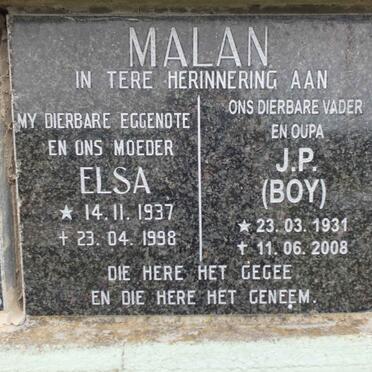 MALAN
IN TERE HERINNERING AAN
MY DIERBARE EGGENOTE
EN ONS MOEDER
ELSA
★ 14. 11. 1937
✝ 23. 04. 1998
ONS DIERBARE VADER
EN OUPA
J.P.
(BOY)
★ 23. 03. 1931
✝ 11. 06. 2008
DIE HERE HET GEGEE
EN DIE HERE HET GENEEM.